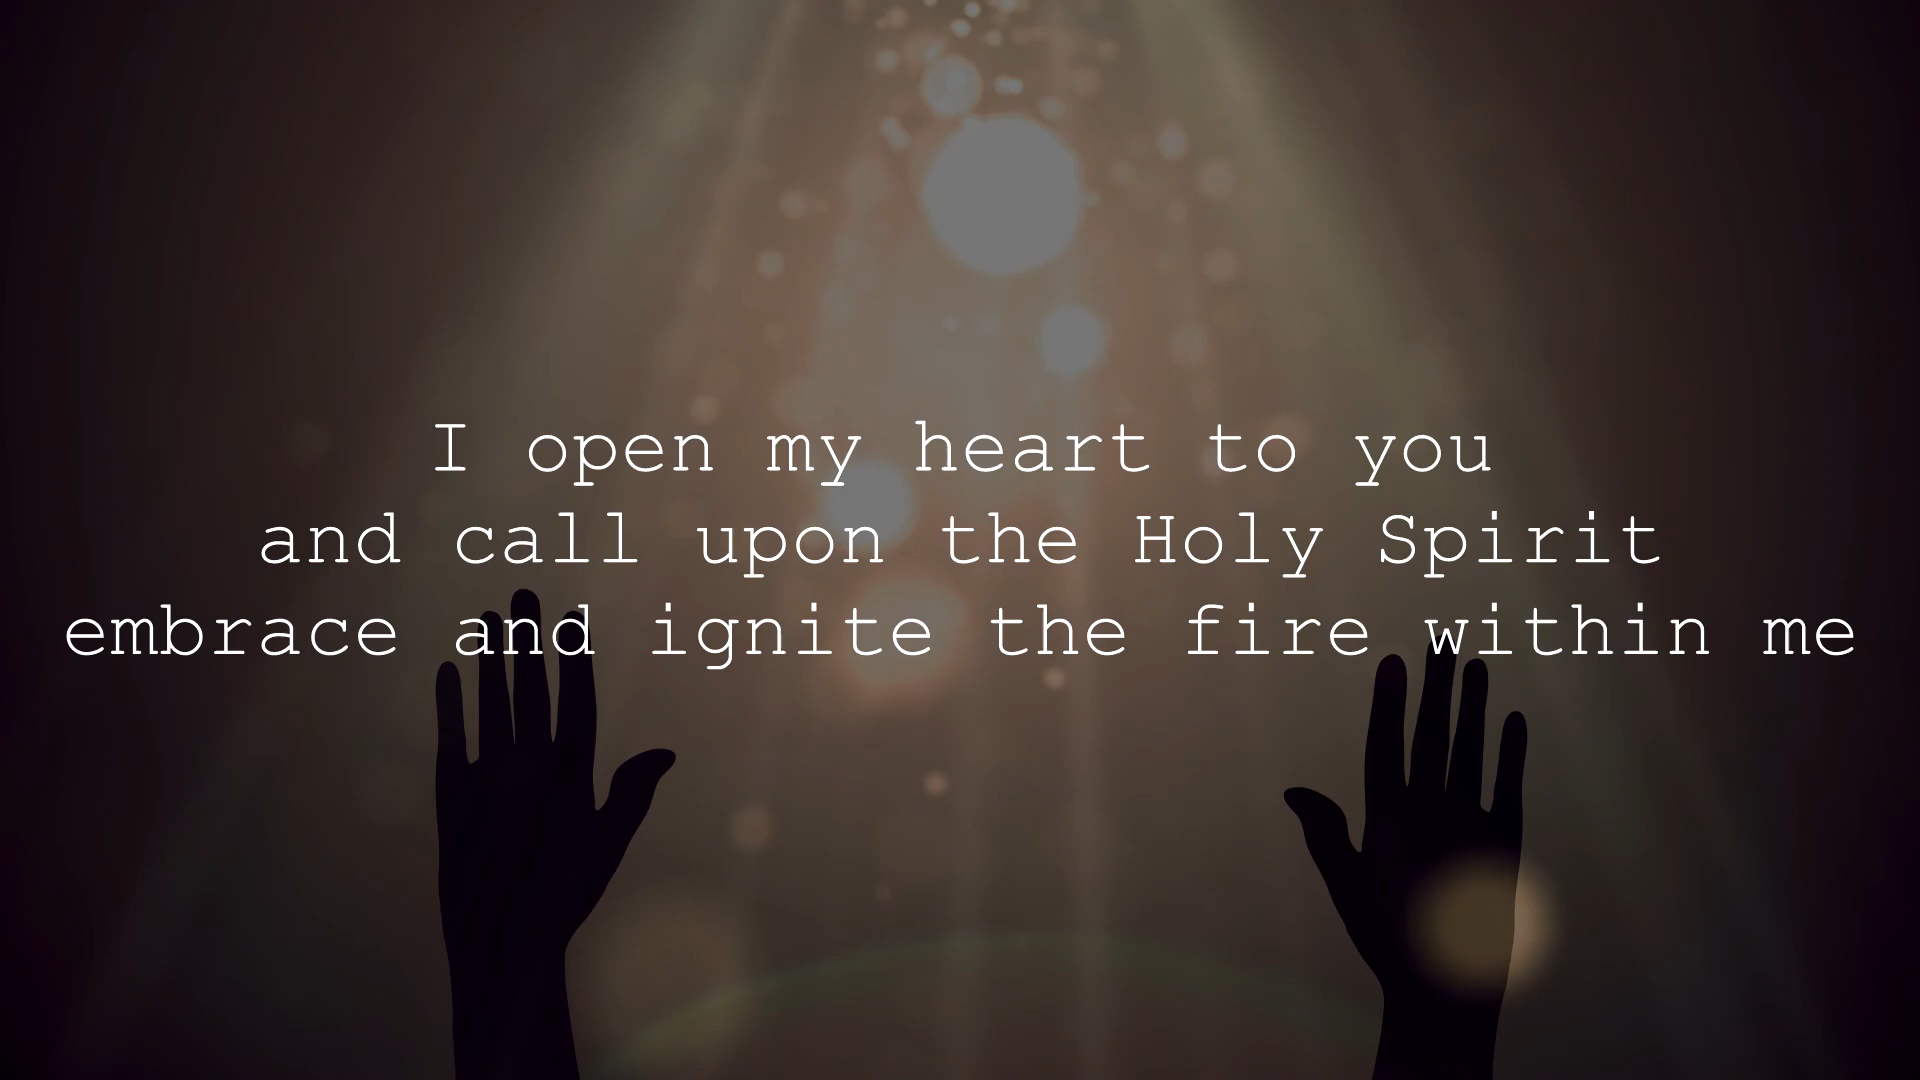 I open my heart to you
and call upon the Holy Spirit
embrace and ignite the fire within me